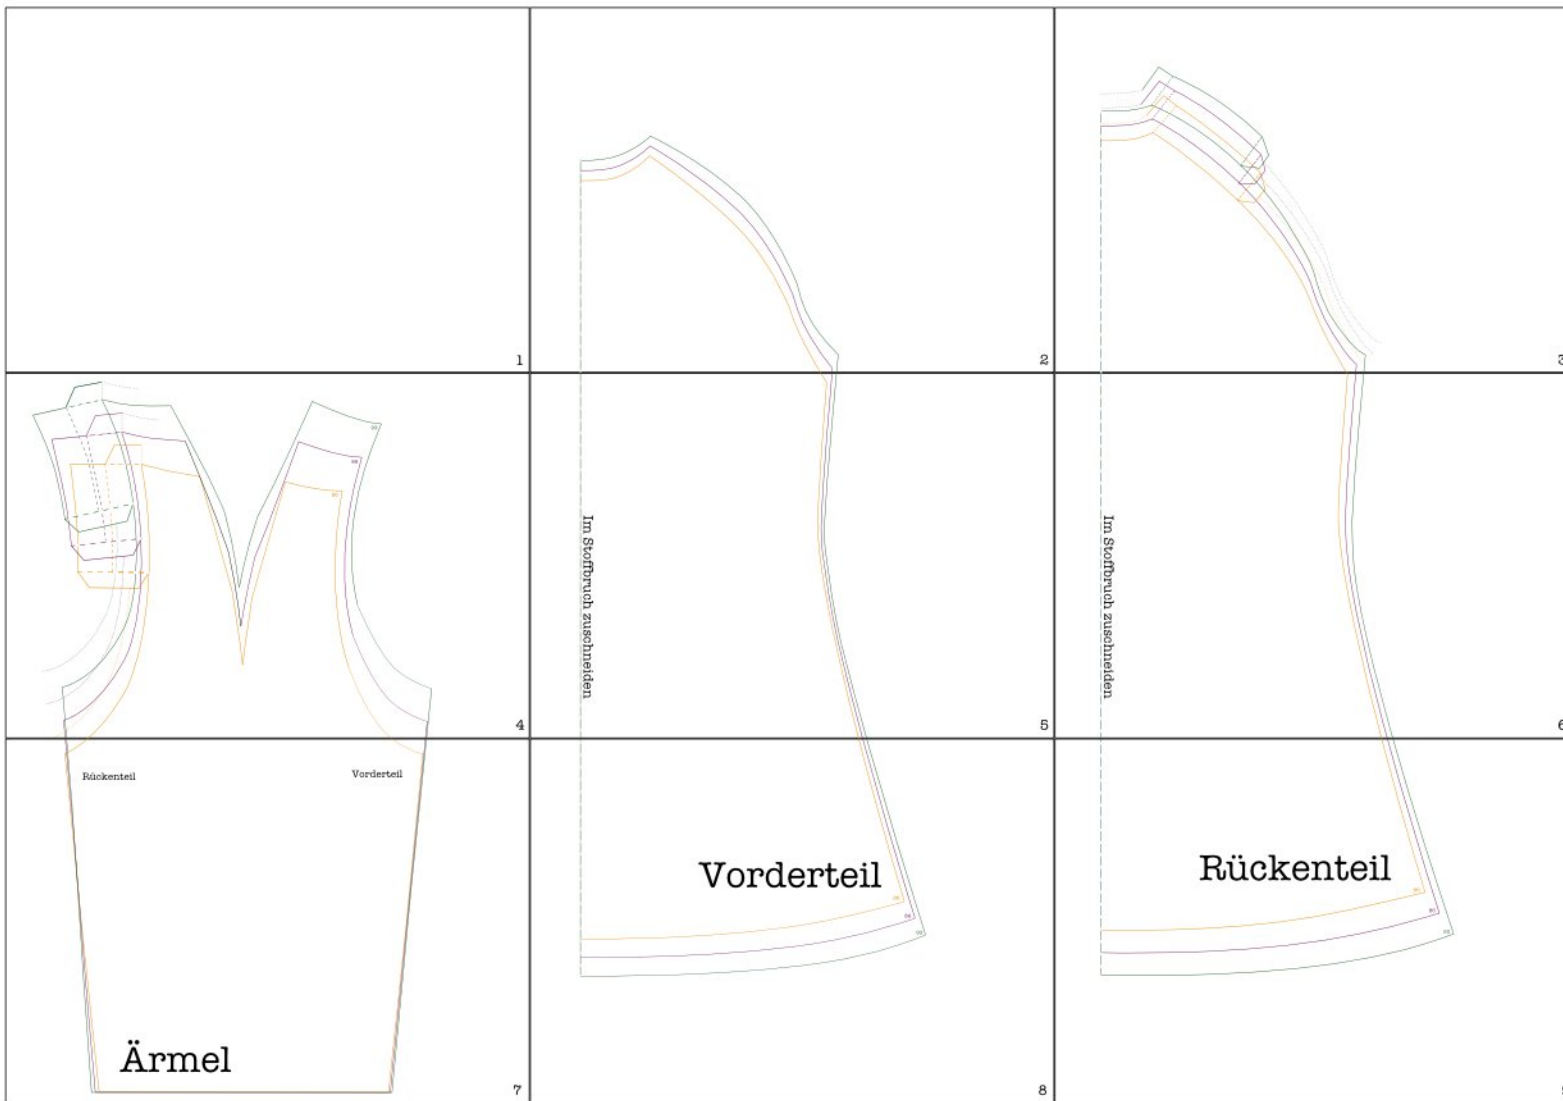 1
2
3
4
Im Stoffbruch zuschneiden
5
Im Stoffbruch zuschneiden
6
Rückenteil
Vorderteil
Ärmel
7
Vorderteil
8
Rückenteil